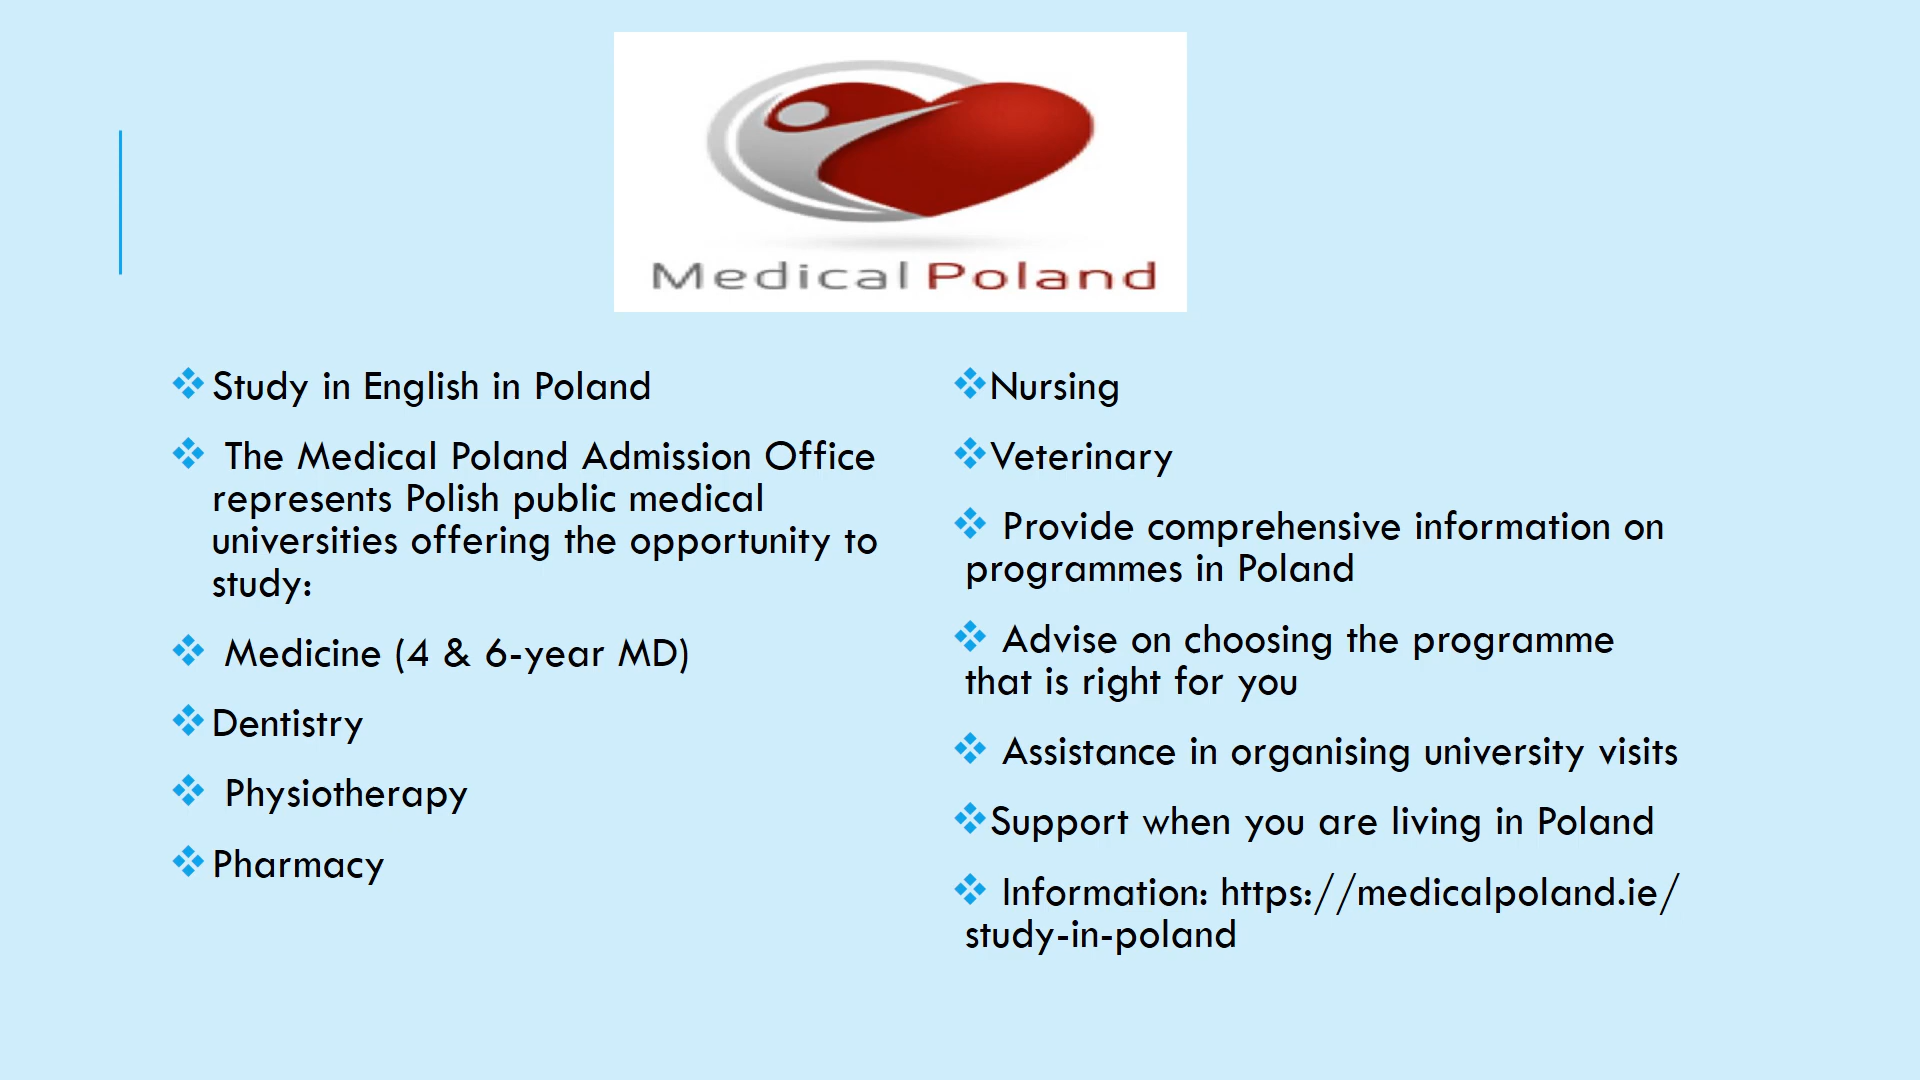 Medical Poland
Study in English in Poland
The Medical Poland Admission Office
represents Polish public medical
universities offering the opportunity to
study:
Medicine (4 & 6-year MD)
Dentistry
Physiotherapy
Pharmacy
Nursing
Veterinary
Provide comprehensive information on
programmes in Poland
Advise on choosing the programme
that is right for you
Assistance in organising university visits
Support when you are living in Poland
Information: https://medicalpoland.ie/
study-in-poland